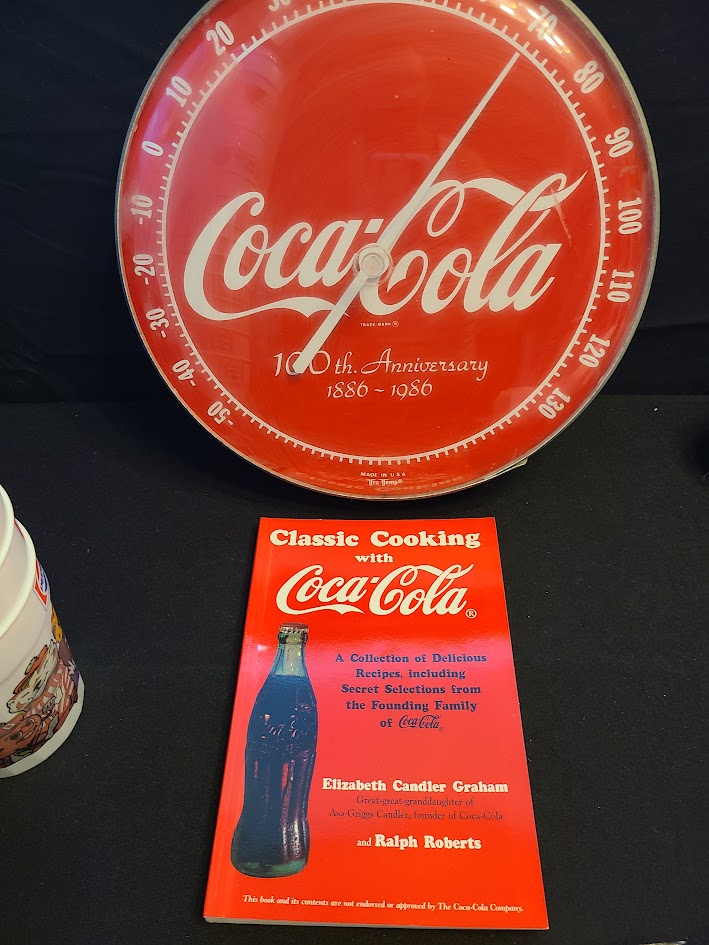 20
10
0
-10
-20
-30
-40
-50
70
80
90
100
110
120
130
Coca-Cola
TRADE-MARK ®
100th. Anniversary
1886 ~ 1986
MADE IN U S A
Classic Cooking
with
Coca-Cola®
A Collection of Delicious
Recipes, including
Secret Selections from
the Founding Family
of Coca-Cola®
Elizabeth Candler Graham
Great-great-granddaughter of
Asa Griggs Candler, founder of Coca-Cola
and Ralph Roberts
This book and its contents are not endorsed or approved by The Coca-Cola Company.